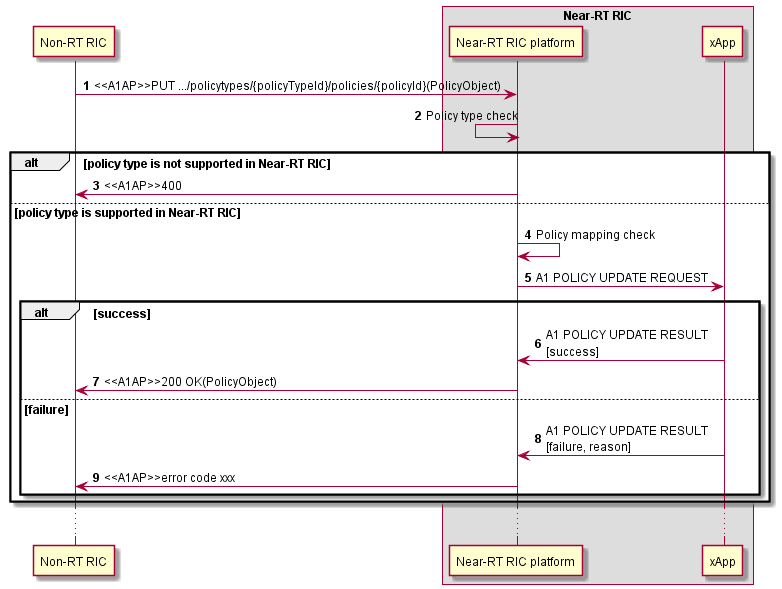 Near-RT RIC
Non-RT RIC
Near-RT RIC platform
xApp
1 <<A1AP>>PUT .../policytypes/{policyTypeId}/policies/{policyId}(PolicyObject)
2 Policy type check
alt [policy type is not supported in Near-RT RIC]
3 <<A1AP>>400
[policy type is supported in Near-RT RIC]
4 Policy mapping check
5 A1 POLICY UPDATE REQUEST
alt [success]
6 A1 POLICY UPDATE RESULT
[success]
7 <<A1AP>>200 OK(PolicyObject)
[failure]
8 A1 POLICY UPDATE RESULT
[failure, reason]
9 <<A1AP>>error code xxx
Non-RT RIC
Near-RT RIC platform
xApp